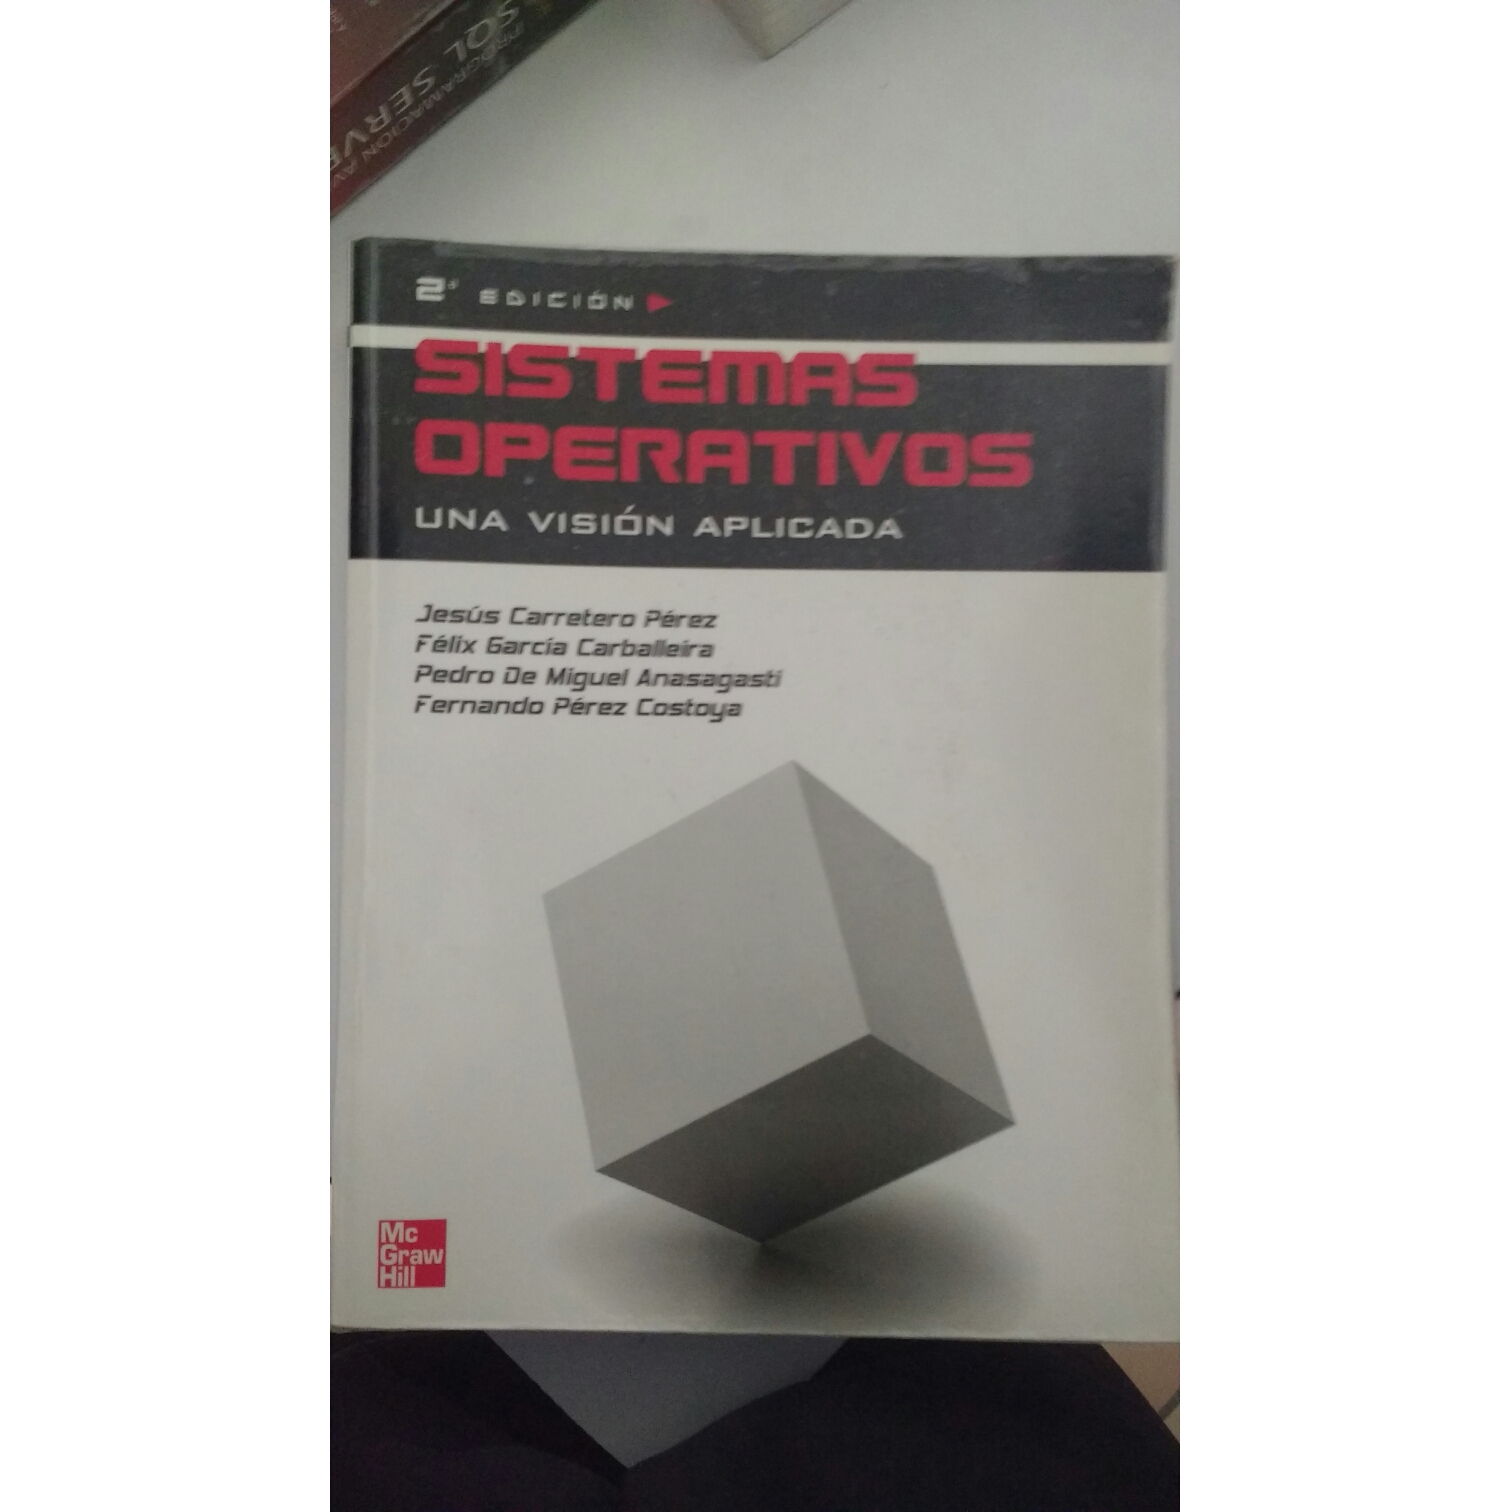 PROGRAMACION
SQL SERVE
2ª EDICIÓN
SISTEMAS
OPERATIVOS
UNA VISIÓN APLICADA
Jesús Carretero Pérez
Félix García Carballeira
Pedro De Miguel Anasagasti
Fernando Pérez Costoya
Mc
Graw
Hill